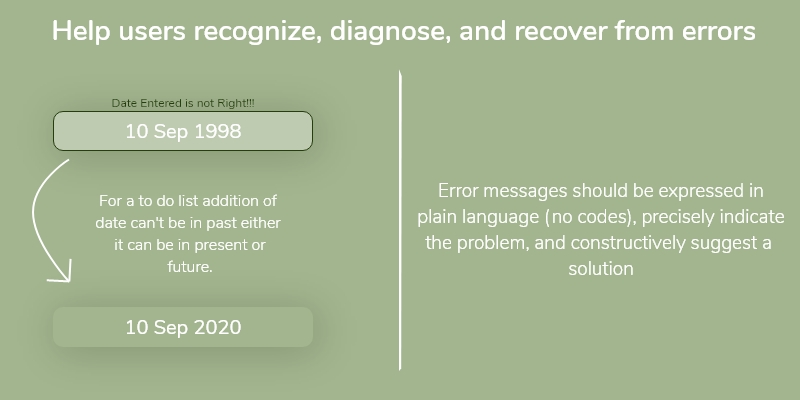 Help users recognize, diagnose, and recover from errors
Date Entered is not Right!!!
10 Sep 1998
For a to do list addition of
date can't be in past either
it can be in present or
future.
10 Sep 2020
Error messages should be expressed in
plain language (no codes), precisely indicate
the problem, and constructively suggest a
solution